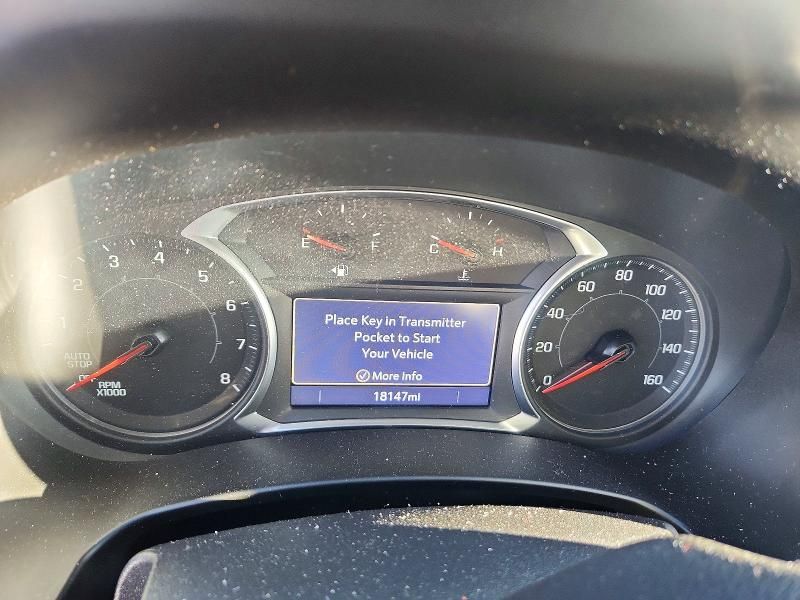 E F C H
1 2 3 4 5 6 7 8
AUTO
STOP
RPM
X1000
Place Key in Transmitter
Pocket to Start
Your Vehicle
More Info
18147mi
0 20 40 60 80 100 120 140 160